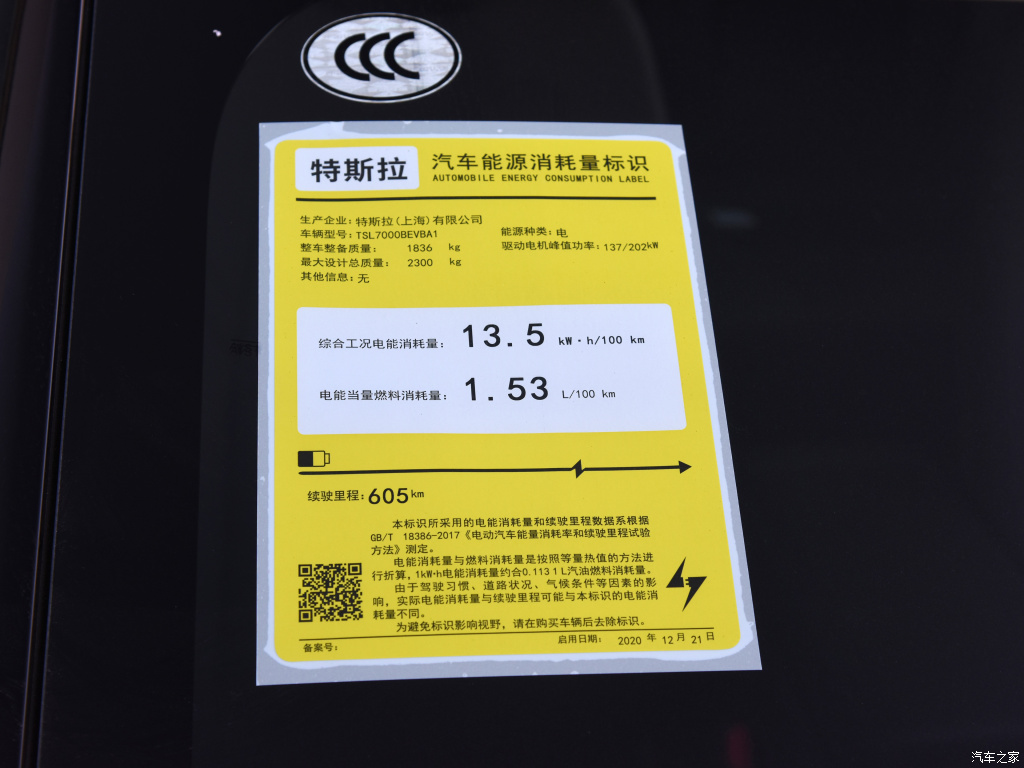 CCC
特斯拉
汽车能源消耗量标识
AUTOMOBILE ENERGY CONSUMPTION LABEL
生产企业：特斯拉(上海)有限公司
车辆型号：TSL7000BEVBA1
能源种类：电
整车整备质量： 1836 kg
驱动电机峰值功率：137/202kW
最大设计总质量： 2300 kg
其他信息：无
综合工况电能消耗量： 13.5 kW·h/100 km
电能当量燃料消耗量： 1.53 L/100 km
续驶里程：605km
本标识所采用的电能消耗量和续驶里程数据系根据
GB/T 18386-2017《电动汽车能量消耗率和续驶里程试验
方法》测定。
电能消耗量与燃料消耗量是按照等量热值的方法进
行折算，1kW·h电能消耗量约合0.113 1 L汽油燃料消耗量。
由于驾驶习惯、道路状况、气候条件等因素的影
响，实际电能消耗量与续驶里程可能与本标识的电能消
耗量不同。
为避免标识影响视野，请在购买车辆后去除标识。
备案号：
启用日期： 2020 年 12 月 21 日
汽车之家